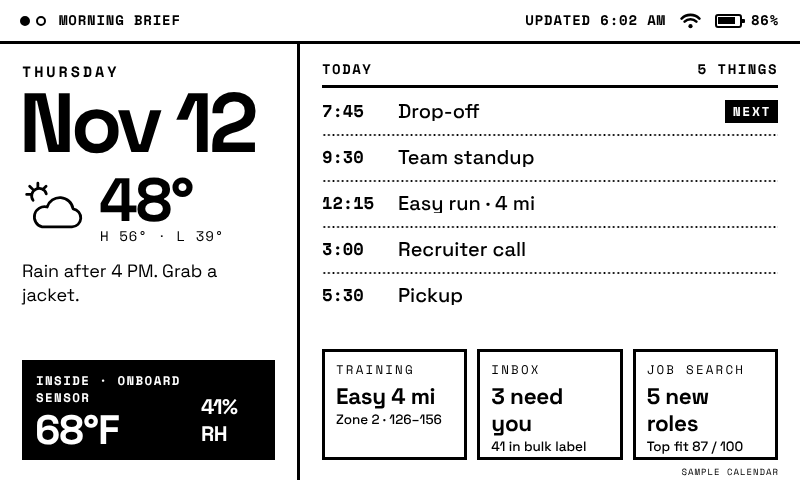 MORNING BRIEF
UPDATED 6:02 AM
86%
THURSDAY
Nov 12
48°
H 56° · L 39°
Rain after 4 PM. Grab a
jacket.
INSIDE · ONBOARD
SENSOR
68°F
41%
RH
TODAY
5 THINGS
7:45 Drop-off NEXT
9:30 Team standup
12:15 Easy run · 4 mi
3:00 Recruiter call
5:30 Pickup
TRAINING
Easy 4 mi
Zone 2 · 126–156
INBOX
3 need
you
41 in bulk label
JOB SEARCH
5 new
roles
Top fit 87 / 100
SAMPLE CALENDAR